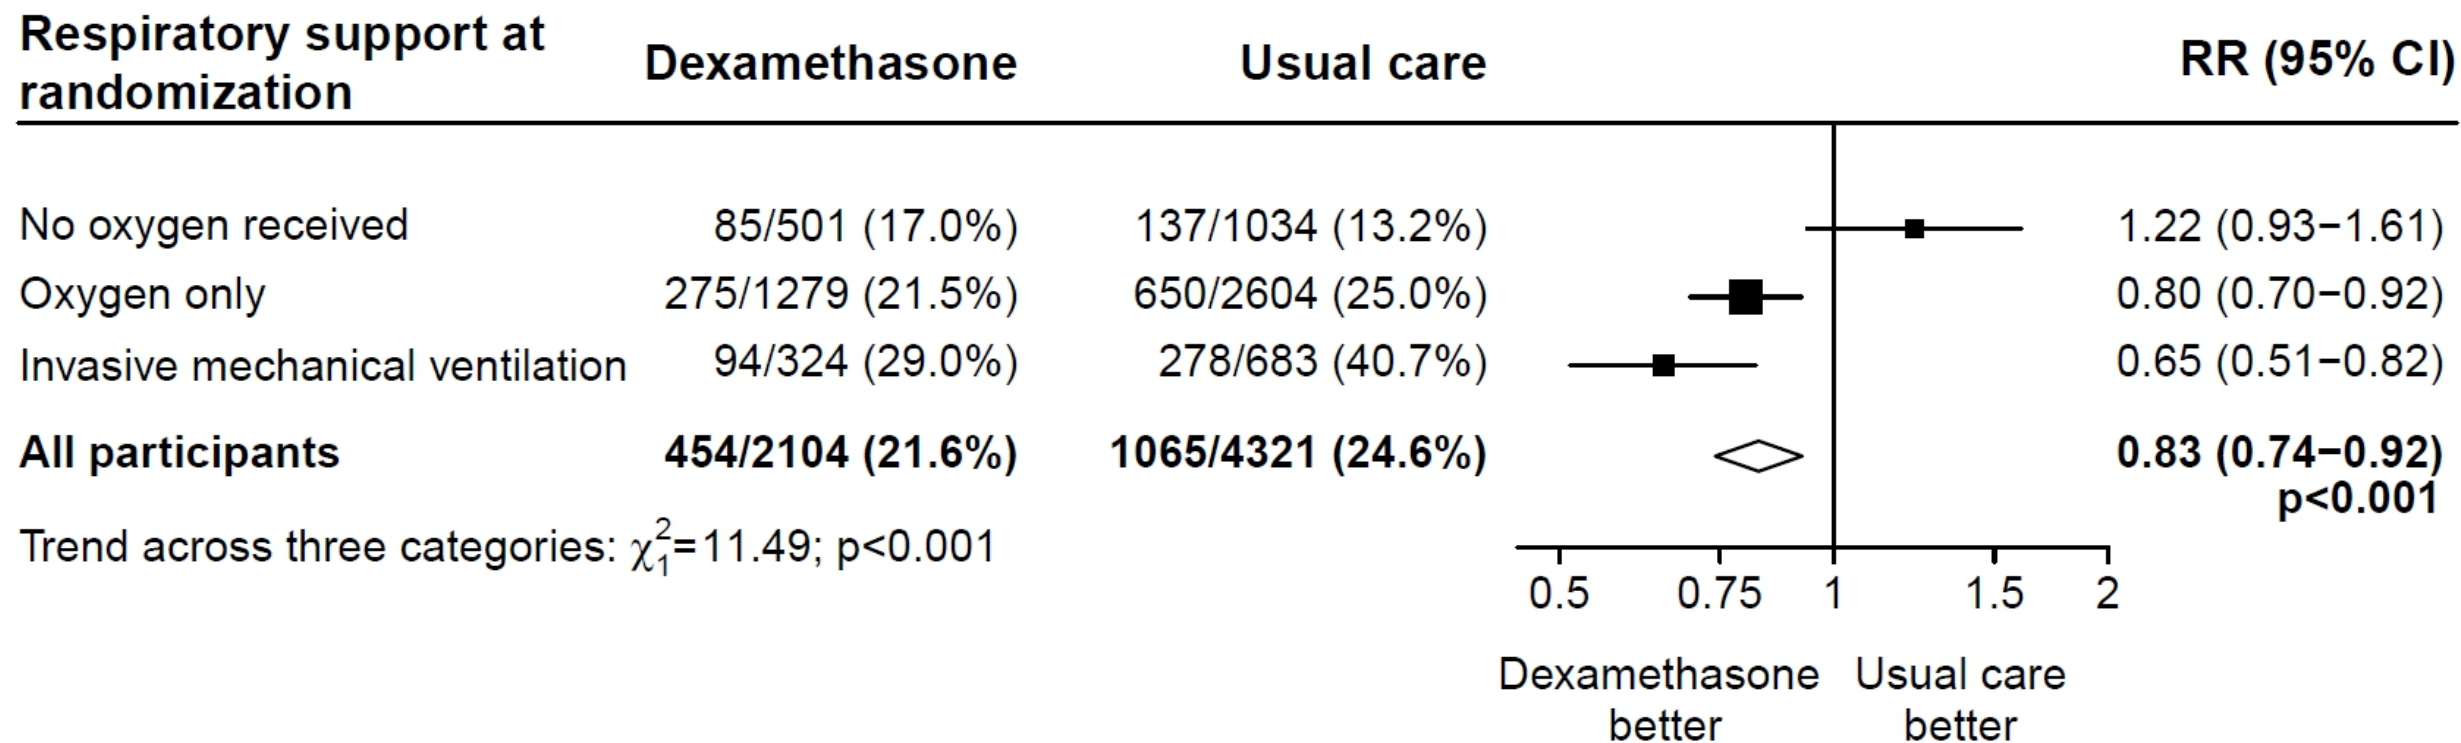 Respiratory support at
randomization
Dexamethasone
Usual care
RR (95% CI)
No oxygen received 85/501 (17.0%) 137/1034 (13.2%) 1.22 (0.93−1.61)
Oxygen only 275/1279 (21.5%) 650/2604 (25.0%) 0.80 (0.70−0.92)
Invasive mechanical ventilation 94/324 (29.0%) 278/683 (40.7%) 0.65 (0.51−0.82)
All participants 454/2104 (21.6%) 1065/4321 (24.6%) 0.83 (0.74−0.92)
p<0.001
Trend across three categories: χ²₁=11.49; p<0.001
0.5 0.75 1 1.5 2
Dexamethasone
better
Usual care
better